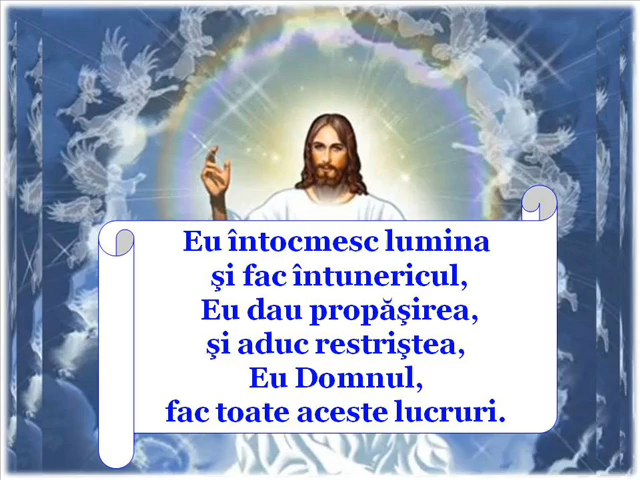 Eu întocmesc lumina
şi fac întunericul,
Eu dau propăşirea,
şi aduc restriştea,
Eu Domnul,
fac toate aceste lucruri.